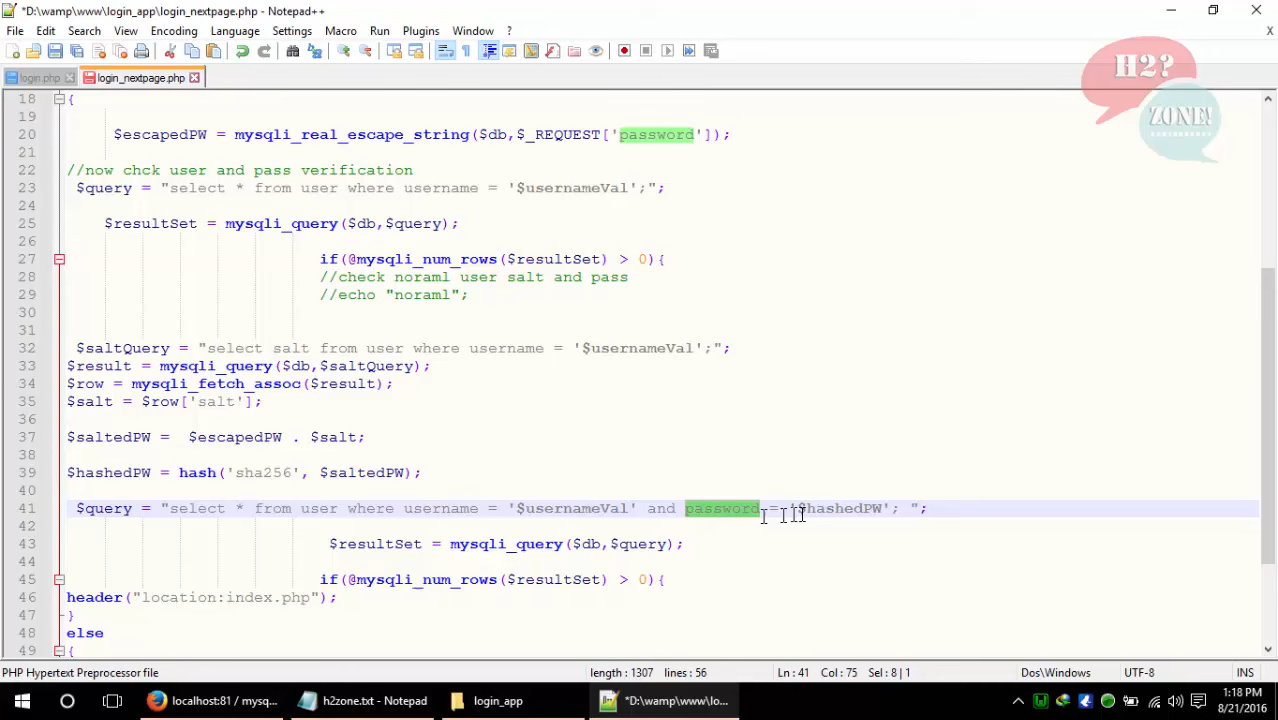 *D:\wamp\www\login_app\login_nextpage.php - Notepad++
File Edit Search View Encoding Language Settings Macro Run Plugins Window ? X
login.php login_nextpage.php
H2?
ZONE!
18 {
19
20 $escapedPW = mysqli_real_escape_string($db,$_REQUEST['password']);
21
22 //now chck user and pass verification
23 $query = "select * from user where username = '$usernameVal';";
24
25 $resultSet = mysqli_query($db,$query);
26
27 if(@mysqli_num_rows($resultSet) > 0){
28 //check noraml user salt and pass
29 //echo "noraml";
30
31
32 $saltQuery = "select salt from user where username = '$usernameVal';";
33 $result = mysqli_query($db,$saltQuery);
34 $row = mysqli_fetch_assoc($result);
35 $salt = $row['salt'];
36
37 $saltedPW =  $escapedPW . $salt;
38
39 $hashedPW = hash('sha256', $saltedPW);
40
41 $query = "select * from user where username = '$usernameVal' and password = '$hashedPW'; ";
42
43 $resultSet = mysqli_query($db,$query);
44
45 if(@mysqli_num_rows($resultSet) > 0){
46 header("location:index.php");
47 }
48 else
49 {
PHP Hypertext Preprocessor file length : 1307 lines : 56 Ln : 41 Col : 75 Sel : 8 | 1 Dos\Windows UTF-8 INS
localhost:81 / mysq... h2zone.txt - Notepad login_app *D:\wamp\www\lo... 1:18 PM
8/21/2016